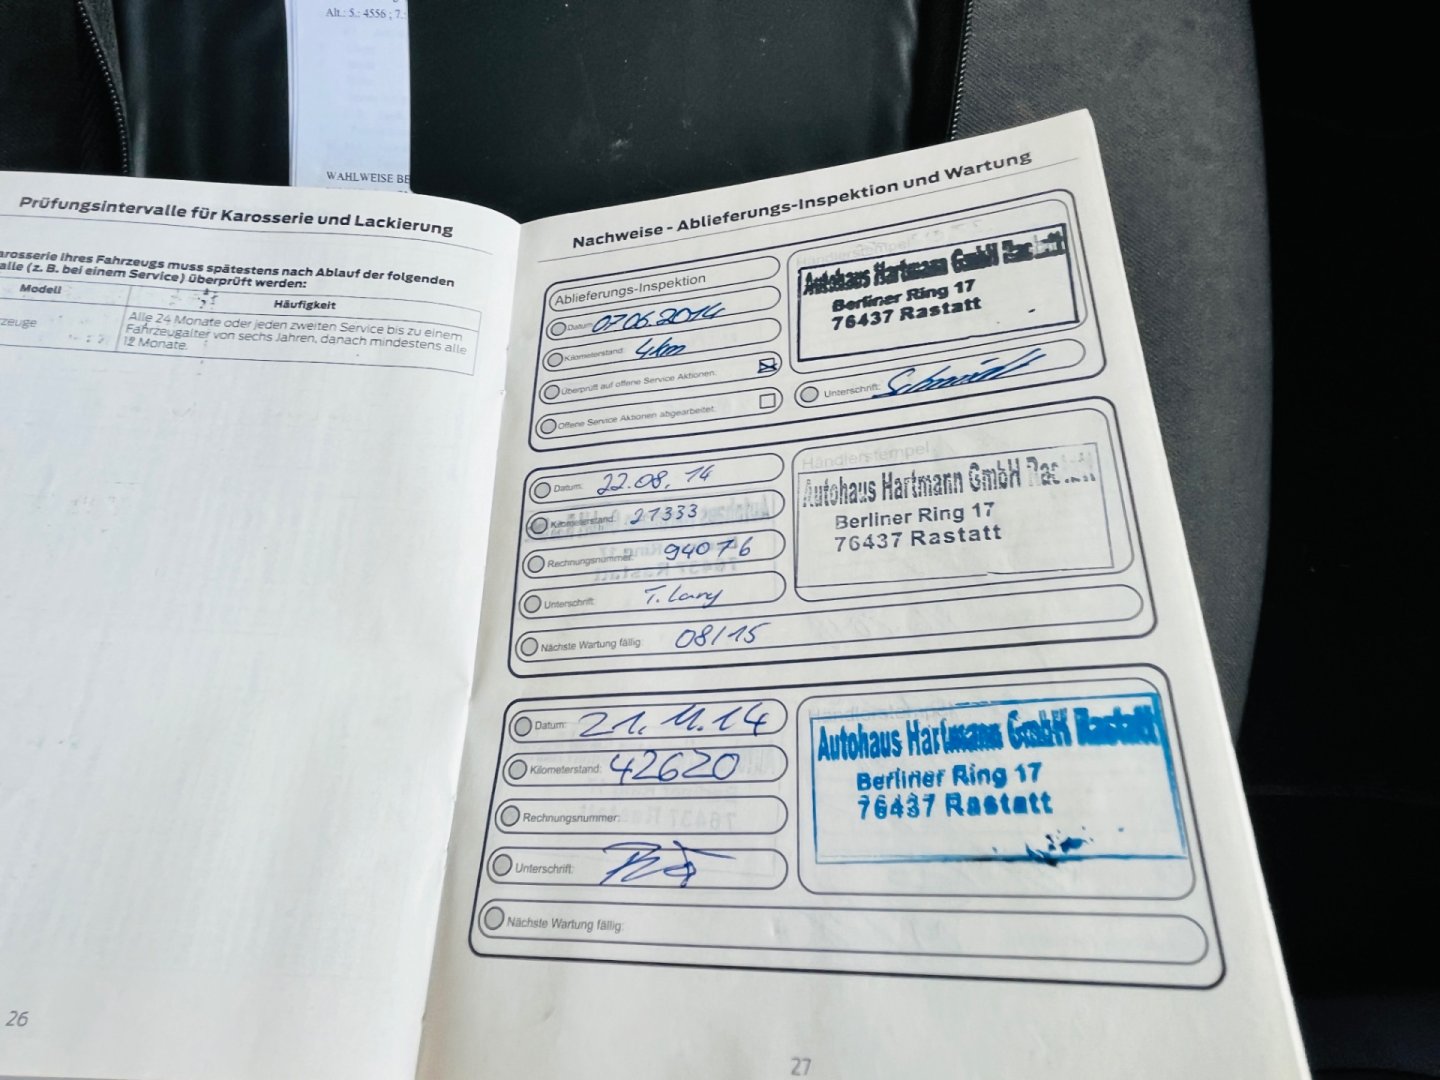 Alt.: 5.: 4556 ; 7.:
WAHLWEISE BE
Prüfungsintervalle für Karosserie und Lackierung
arosserie Ihres Fahrzeugs muss spätestens nach Ablauf der folgenden
alle (z. B. bei einem Service) überprüft werden:
Modell
Häufigkeit
zeuge
Alle 24 Monate oder jeden zweiten Service bis zu einem
Fahrzeugalter von sechs Jahren, danach mindestens alle
12 Monate.
26
Nachweise - Ablieferungs-Inspektion und Wartung
Ablieferungs-Inspektion
Datum: 07.06.2014
Kilometerstand: 4km
Überprüft auf offene Service Aktionen.
Offene Service Aktionen abgearbeitet.
Autohaus Hartmann GmbH Rastatt
Berliner Ring 17
76437 Rastatt
Unterschrift: Schmidt
Datum: 22.08.14
Kilometerstand: 21333
Rechnungsnummer: 94076
Unterschrift:
Nächste Wartung fällig: 08/15
Händlerstempel
Autohaus Hartmann GmbH Rastatt
Berliner Ring 17
76437 Rastatt
Datum: 21.11.14
Kilometerstand: 42620
Rechnungsnummer:
Unterschrift:
Nächste Wartung fällig:
Autohaus Hartmann GmbH Rastatt
Berliner Ring 17
76437 Rastatt
27